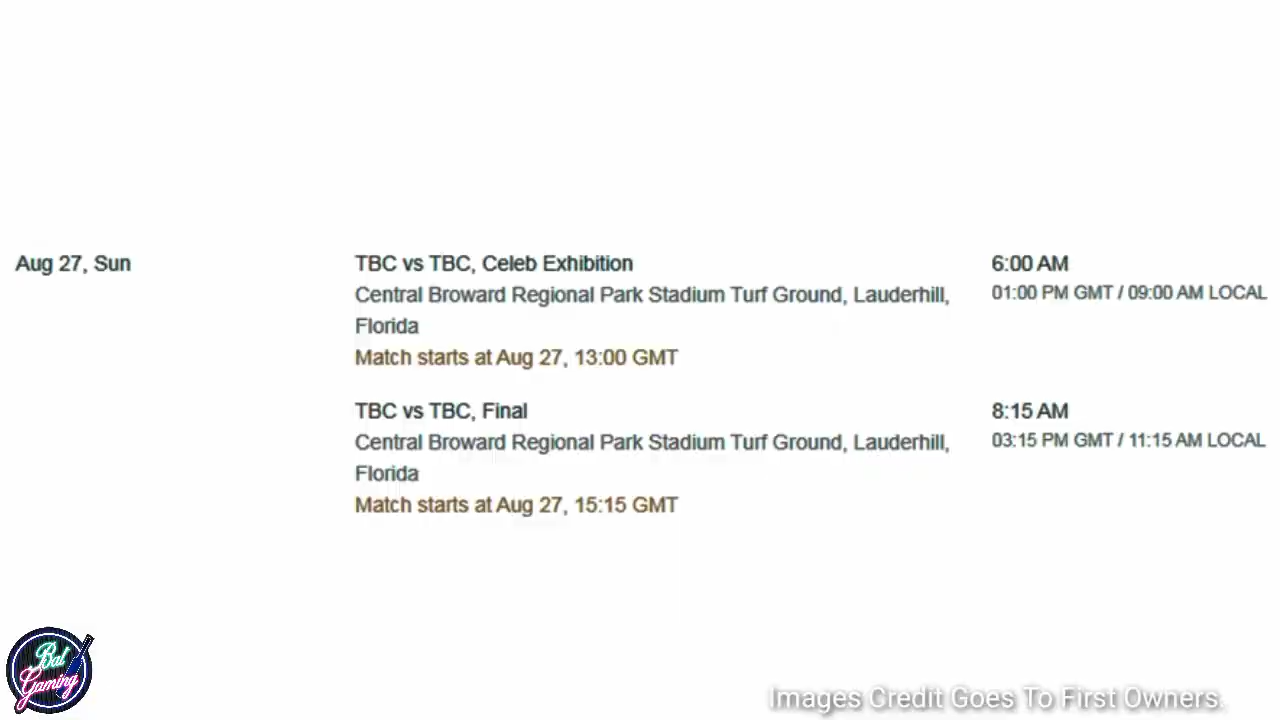 Aug 27, Sun
TBC vs TBC, Celeb Exhibition
6:00 AM
Central Broward Regional Park Stadium Turf Ground, Lauderhill,
01:00 PM GMT / 09:00 AM LOCAL
Florida
Match starts at Aug 27, 13:00 GMT
TBC vs TBC, Final
8:15 AM
Central Broward Regional Park Stadium Turf Ground, Lauderhill,
03:15 PM GMT / 11:15 AM LOCAL
Florida
Match starts at Aug 27, 15:15 GMT
Bal
Gaming
Images Credit Goes To First Owners.